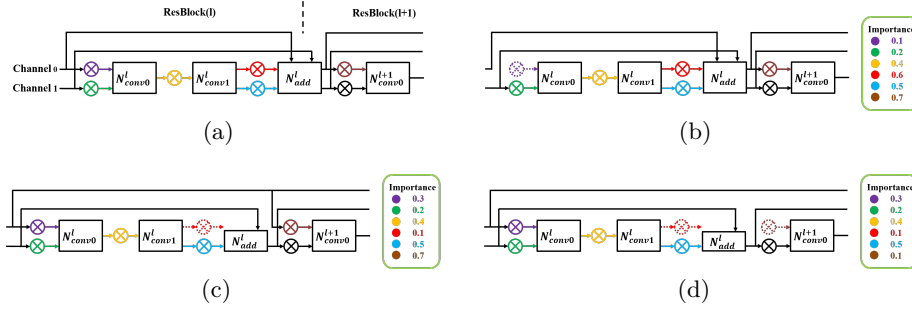 ResBlock(l) ResBlock(l+1)
Channel 0
Channel 1
N^l_conv0 N^l_conv1 N^l_add N^{l+1}_conv0
(a)
N^l_conv0 N^l_conv1 N^l_add N^{l+1}_conv0
Importance
0.1
0.2
0.4
0.6
0.5
0.7
(b)
N^l_conv0 N^l_conv1 N^l_add N^{l+1}_conv0
Importance
0.3
0.2
0.4
0.1
0.5
0.7
(c)
N^l_conv0 N^l_conv1 N^l_add N^{l+1}_conv0
Importance
0.3
0.2
0.4
0.1
0.5
0.1
(d)